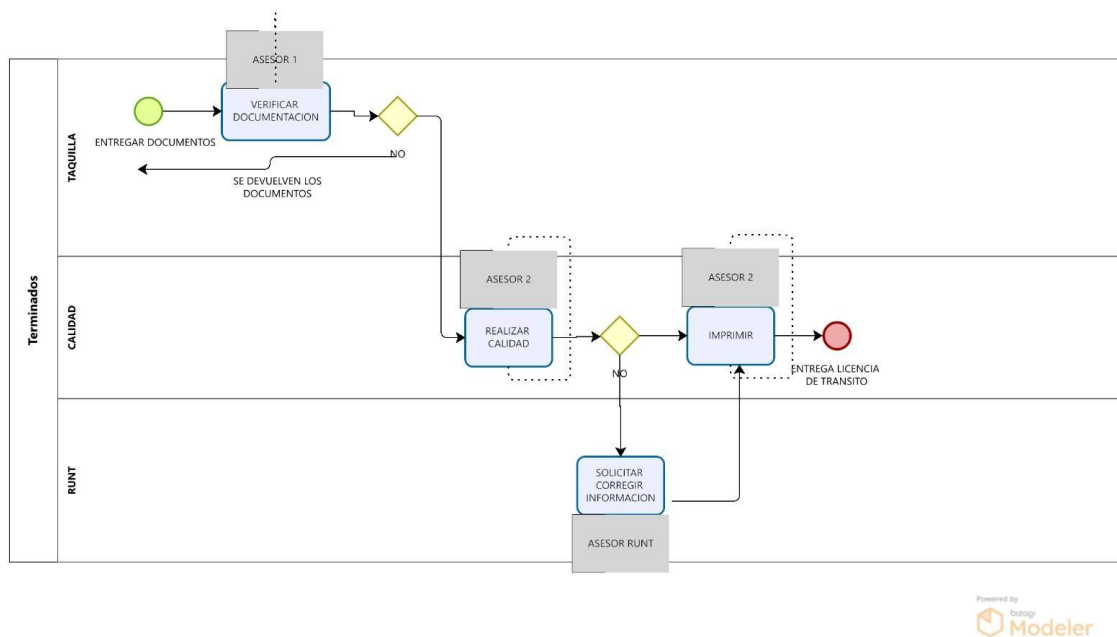 Terminados
TAQUILLA
ASESOR 1
VERIFICAR
DOCUMENTACION
ENTREGAR DOCUMENTOS
NO
SE DEVUELVEN LOS
DOCUMENTOS
CALIDAD
ASESOR 2
REALIZAR
CALIDAD
NO
ASESOR 2
IMPRIMIR
ENTREGA LICENCIA
DE TRANSITO
RUNT
SOLICITAR
CORREGIR
INFORMACION
ASESOR RUNT
Powered by
bizagi
Modeler